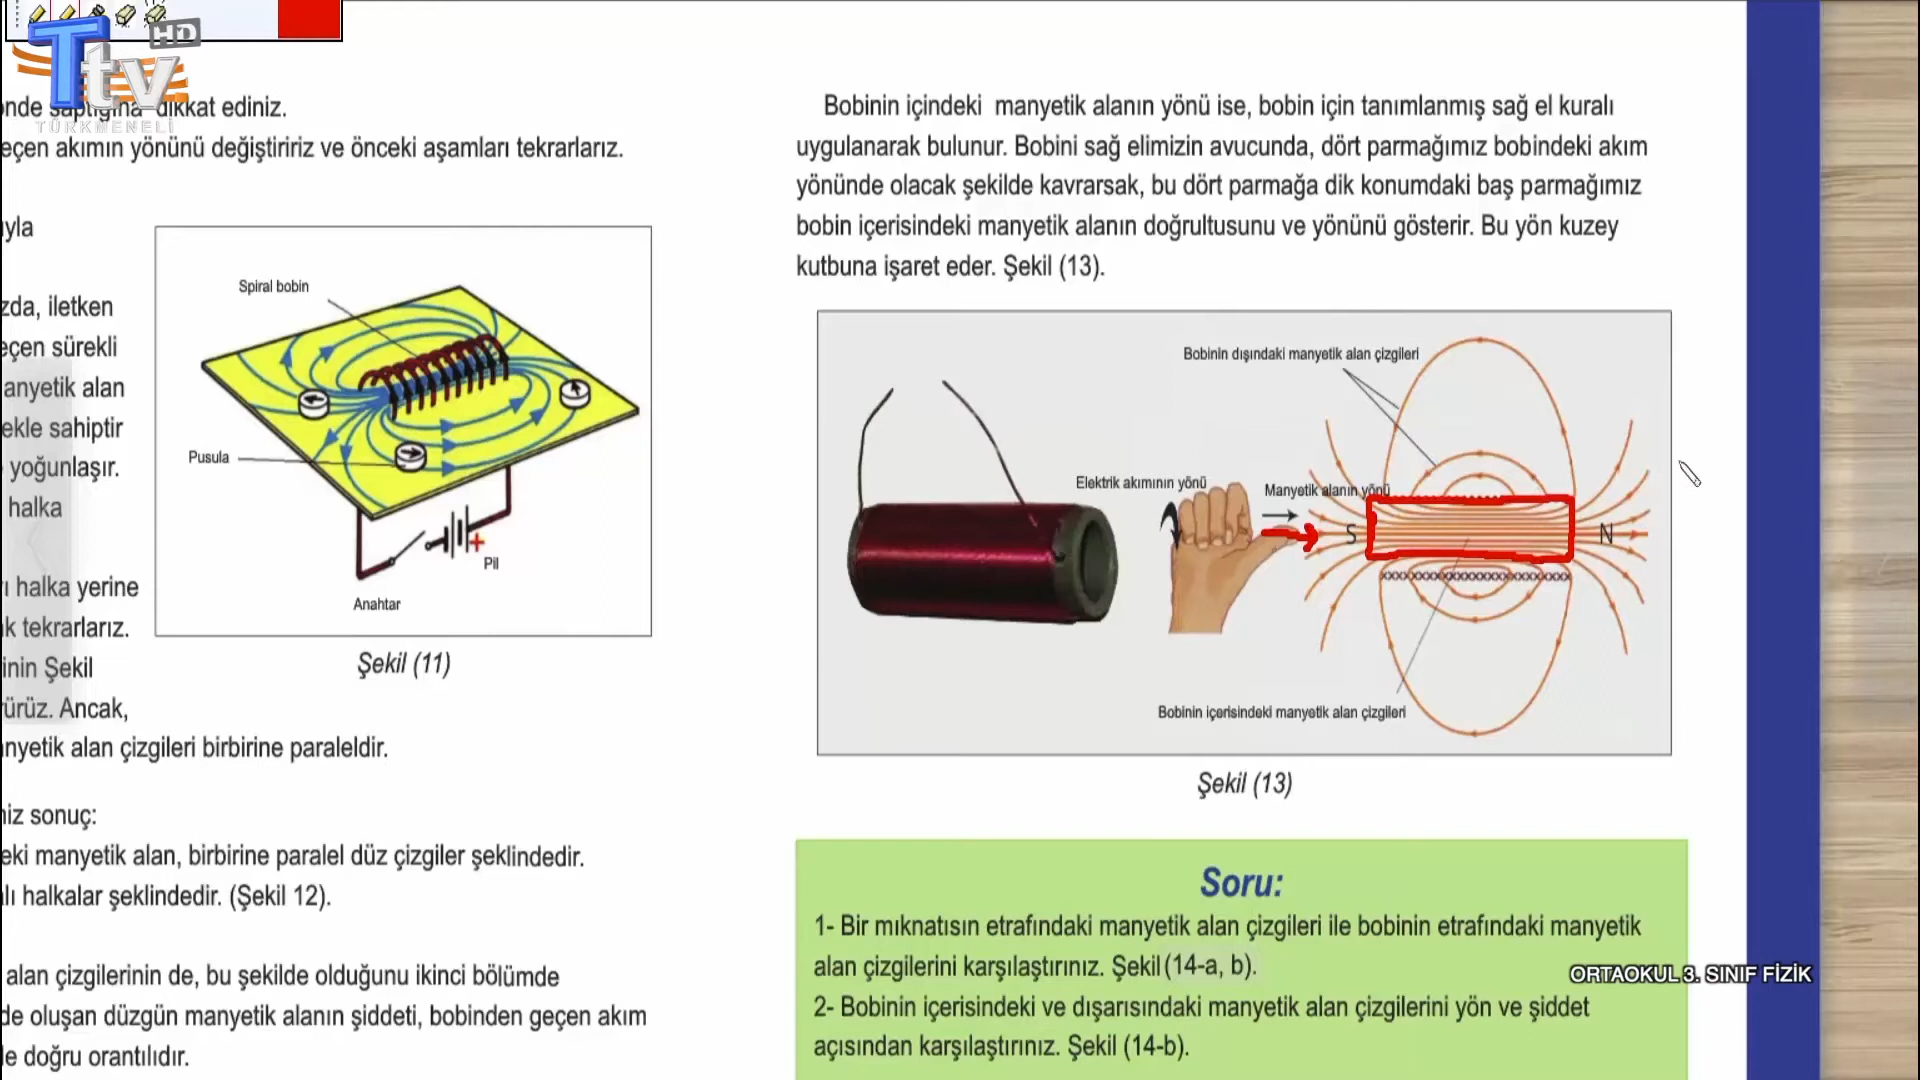 Ttv HD
TÜRKMENELİ
önde saptığına dikkat ediniz.
eçen akımın yönünü değiştiririz ve önceki aşamları tekrarlarız.
yla
zda, iletken
eçen sürekli
anyetik alan
ekle sahiptir
yoğunlaşır.
halka
halka yerine
k tekrarlarız.
inin Şekil
ürüz. Ancak,
nyetik alan çizgileri birbirine paraleldir.
iz sonuç:
eki manyetik alan, birbirine paralel düz çizgiler şeklindedir.
lı halkalar şeklindedir. (Şekil 12).
alan çizgilerinin de, bu şekilde olduğunu ikinci bölümde
de oluşan düzgün manyetik alanın şiddeti, bobinden geçen akım
le doğru orantılıdır.
Spiral bobin
Pusula
+
Pil
Anahtar
Şekil (11)
Bobinin içindeki manyetik alanın yönü ise, bobin için tanımlanmış sağ el kuralı
uygulanarak bulunur. Bobini sağ elimizin avucunda, dört parmağımız bobindeki akım
yönünde olacak şekilde kavrarsak, bu dört parmağa dik konumdaki baş parmağımız
bobin içerisindeki manyetik alanın doğrultusunu ve yönünü gösterir. Bu yön kuzey
kutbuna işaret eder. Şekil (13).
Bobinin dışındaki manyetik alan çizgileri
Elektrik akımının yönü
Manyetik alanın yönü
S
N
Bobinin içerisindeki manyetik alan çizgileri
Şekil (13)
Soru:
1- Bir mıknatısın etrafındaki manyetik alan çizgileri ile bobinin etrafındaki manyetik
alan çizgilerini karşılaştırınız. Şekil (14-a, b).
2- Bobinin içerisindeki ve dışarısındaki manyetik alan çizgilerini yön ve şiddet
açısından karşılaştırınız. Şekil (14-b).
ORTAOKUL 3. SINIF FİZİK